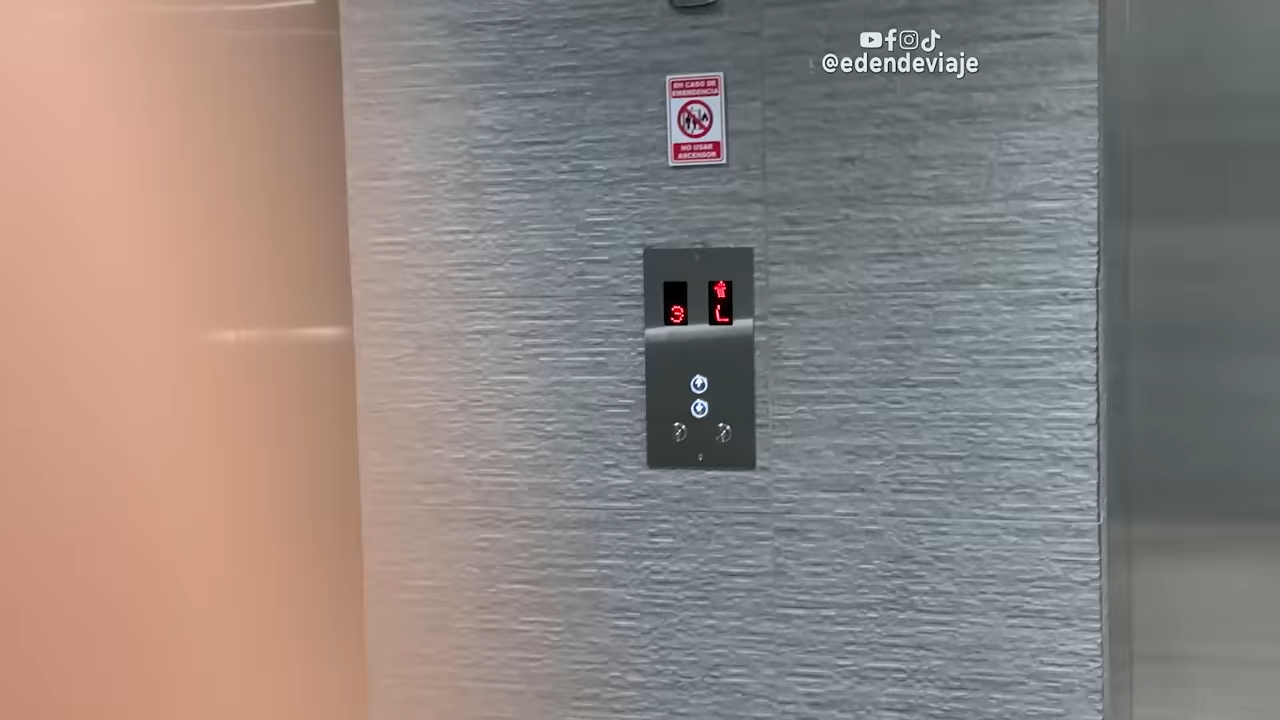 @edendeviaje
EN CASO DE
EMERGENCIA
NO USAR
ASCENSOR
3 L